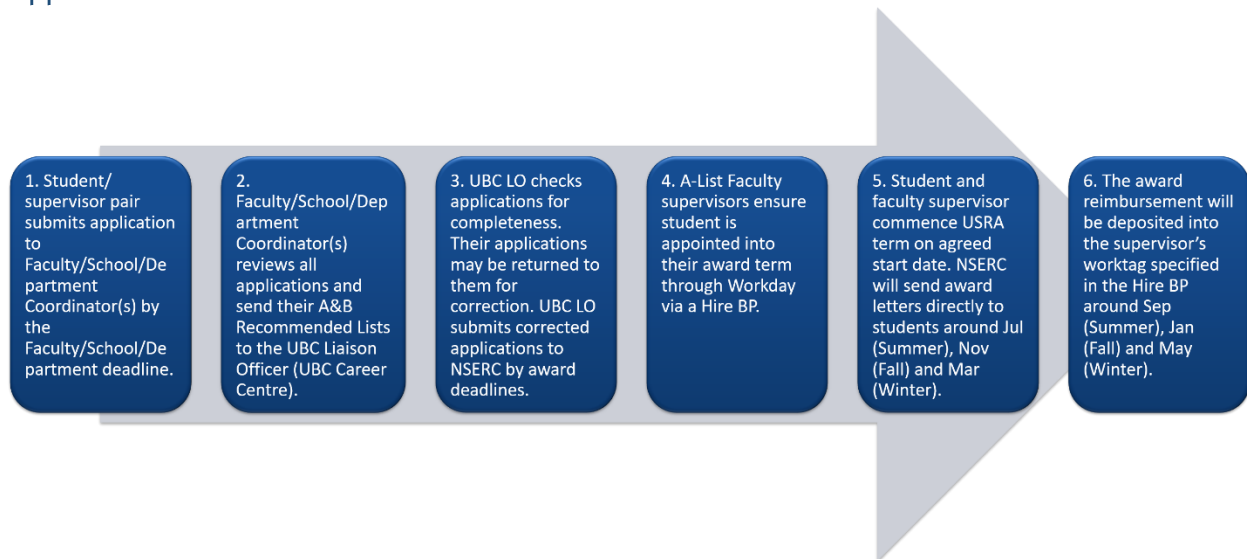 1. Student/
supervisor pair
submits application
to
Faculty/School/De
partment
Coordinator(s) by
the
Faculty/School/De
partment deadline.
2.
Faculty/School/Dep
artment
Coordinator(s)
reviews all
applications and
send their A&B
Recommended Lists
to the UBC Liaison
Officer (UBC Career
Centre).
3. UBC LO checks
applications for
completeness.
Their applications
may be returned to
them for
correction. UBC LO
submits corrected
applications to
NSERC by award
deadlines.
4. A-List Faculty
supervisors ensure
student is
appointed into
their award term
through Workday
via a Hire BP.
5. Student and
faculty supervisor
commence USRA
term on agreed
start date. NSERC
will send award
letters directly to
students around Jul
(Summer), Nov
(Fall) and Mar
(Winter).
6. The award
reimbursement will
be deposited into
the supervisor’s
worktag specified
in the Hire BP
around Sep
(Summer), Jan
(Fall) and May
(Winter).